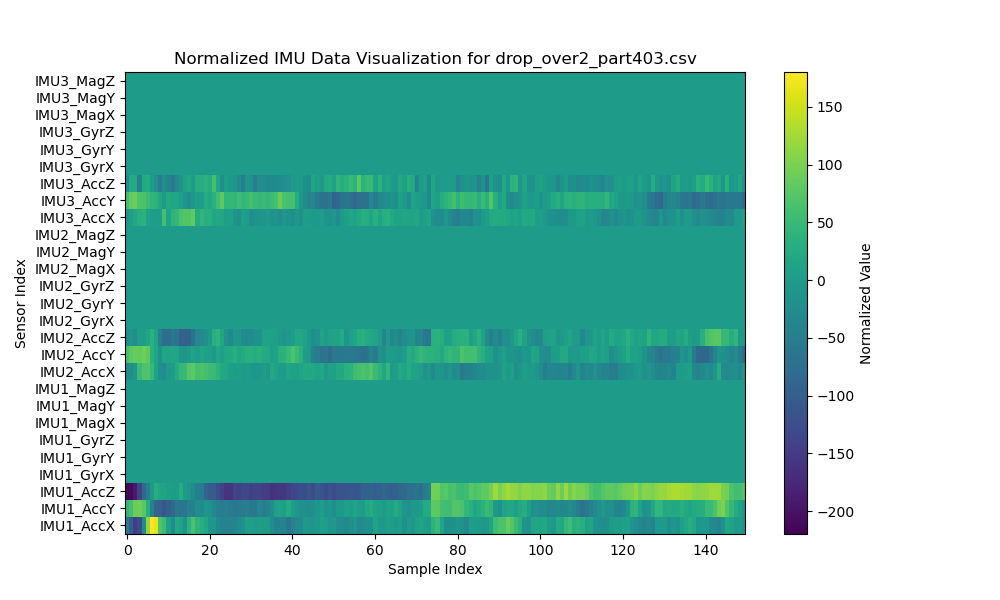 Normalized IMU Data Visualization for drop_over2_part403.csv
Sensor Index
IMU3_MagZ
IMU3_MagY
IMU3_MagX
IMU3_GyrZ
IMU3_GyrY
IMU3_GyrX
IMU3_AccZ
IMU3_AccY
IMU3_AccX
IMU2_MagZ
IMU2_MagY
IMU2_MagX
IMU2_GyrZ
IMU2_GyrY
IMU2_GyrX
IMU2_AccZ
IMU2_AccY
IMU2_AccX
IMU1_MagZ
IMU1_MagY
IMU1_MagX
IMU1_GyrZ
IMU1_GyrY
IMU1_GyrX
IMU1_AccZ
IMU1_AccY
IMU1_AccX
0 20 40 60 80 100 120 140
Sample Index
150
100
50
0
−50
−100
−150
−200
Normalized Value